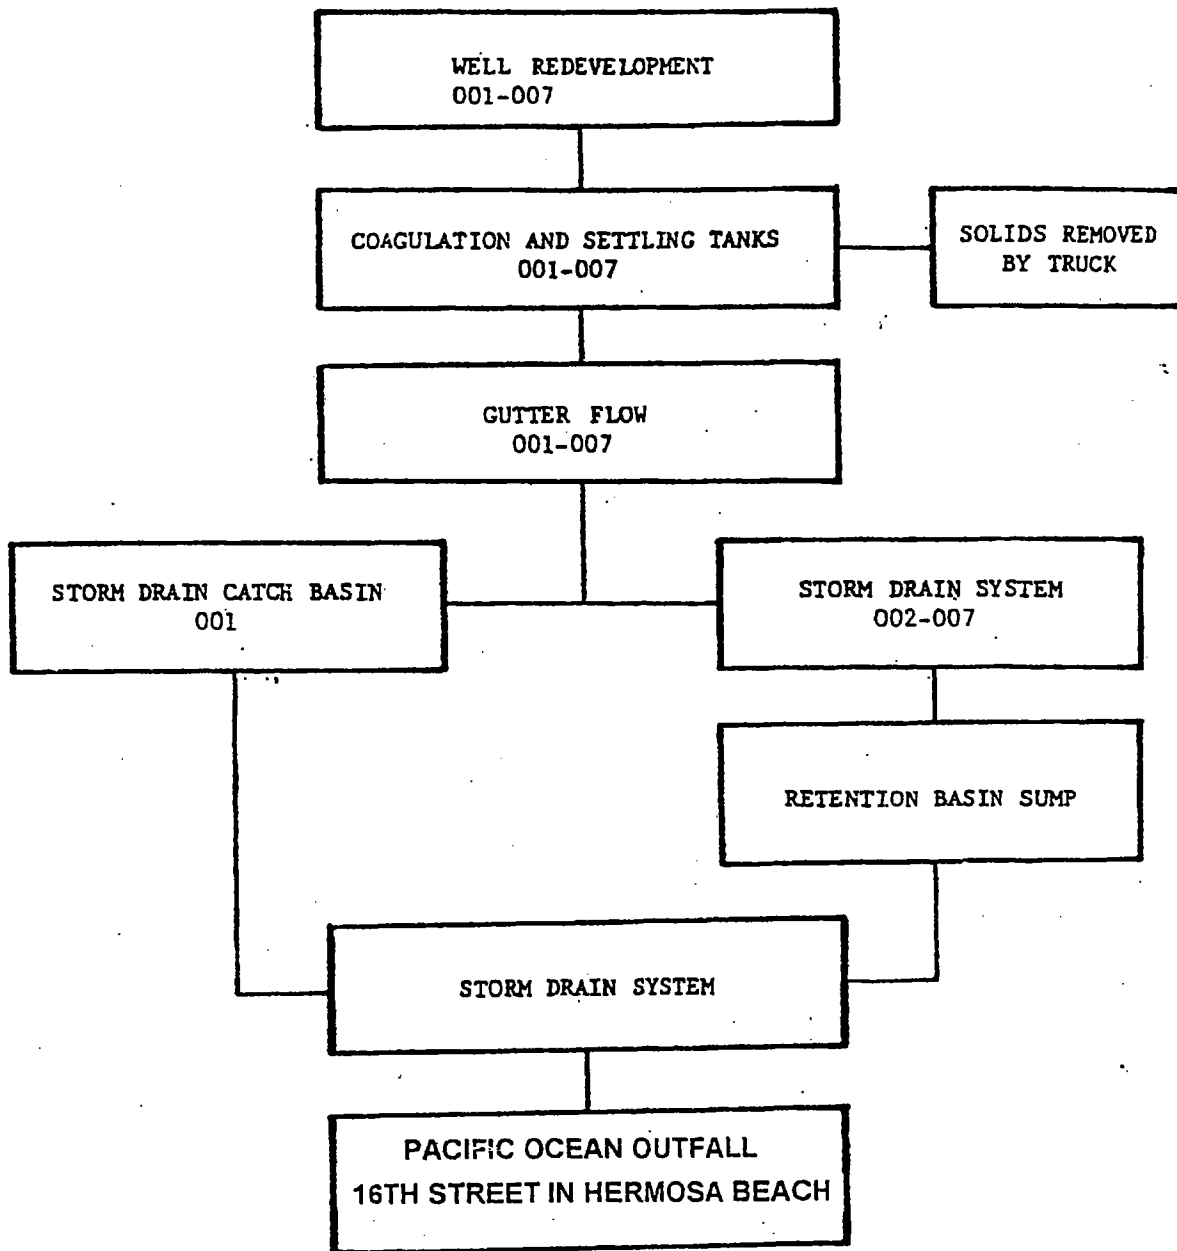 WELL REDEVELOPMENT
001-007
COAGULATION AND SETTLING TANKS
001-007
SOLIDS REMOVED
BY TRUCK
GUTTER FLOW
001-007
STORM DRAIN CATCH BASIN
001
STORM DRAIN SYSTEM
002-007
RETENTION BASIN SUMP
STORM DRAIN SYSTEM
PACIFIC OCEAN OUTFALL
16TH STREET IN HERMOSA BEACH